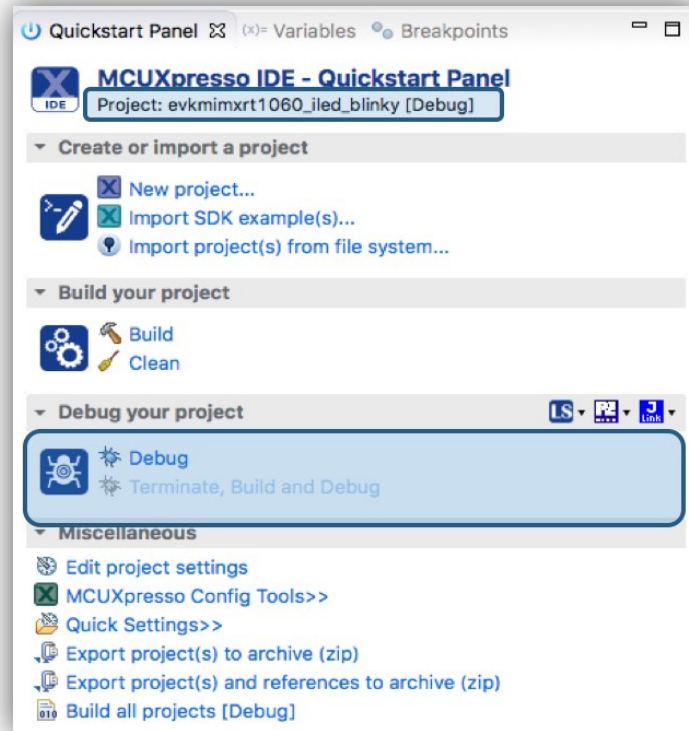 Quickstart Panel (x)= Variables Breakpoints
X IDE
MCUXpresso IDE - Quickstart Panel
Project: evkmimxrt1060_iled_blinky [Debug]
Create or import a project
New project...
Import SDK example(s)...
Import project(s) from file system...
Build your project
Build
Clean
Debug your project LS PE J Link
Debug
Terminate, Build and Debug
Miscellaneous
Edit project settings
MCUXpresso Config Tools>>
Quick Settings>>
Export project(s) to archive (zip)
Export project(s) and references to archive (zip)
010 Build all projects [Debug]